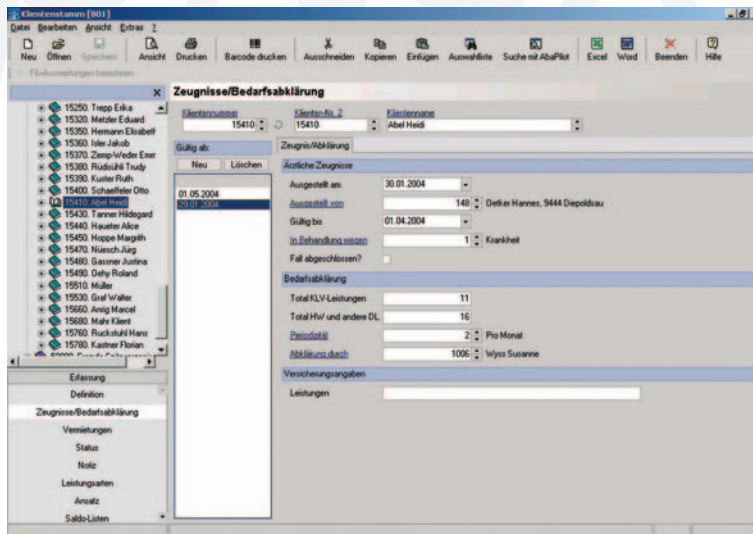 Klientenstamm [801]
Datei Bearbeiten Ansicht Extras ?
Neu Öffnen Speichern Ansicht Drucken Barcode drucken Ausschneiden Kopieren Einfügen Auswahlliste Suche mit AbaPilot Excel Word Beenden Hilfe
FE-Auswertungen berechnen
Zeugnisse/Bedarfsabklärung
15250. Trepp Erika
15320. Metzler Eduard
15350. Hermann Elisabeth
15360. Isler Jakob
15370. Zemp-Weder Emm
15380. Rüdisühli Trudy
15390. Kuster Ruth
15400. Schaeffeler Otto
15410. Abel Heidi
15430. Tanner Hildegard
15440. Haueter Alice
15450. Hoppe Margrith
15470. Nüesch Jürg
15480. Gassner Justina
15490. Oehy Roland
15510. Müller
15530. Graf Walter
15660. Amig Marcel
15680. Mahr Klient
15760. Ruckstuhl Hans
15780. Kastner Florian
Erfassung
Definition
Zeugnisse/Bedarfsabklärung
Vermietungen
Status
Notiz
Leistungsarten
Ansatz
Saldo-Listen
Klientennummer Klienten-Nr. 2 Klientenname
15410 15410 Abel Heidi
Gültig ab:
Neu Löschen
01.05.2004
29.01.2004
Zeugnis/Abklärung
Ärztliche Zeugnisse
Ausgestellt am 30.01.2004
Ausgestellt von 148 Oetker Hannes, 9444 Diepoldsau
Gültig bis 01.04.2004
In Behandlung wegen 1 Krankheit
Fall abgeschlossen?
Bedarfsabklärung
Total KLV-Leistungen 11
Total HW und andere DL 16
Periodizität 2 Pro Monat
Abklärung durch 1006 Wyss Susanne
Versicherungsangaben
Leistungen